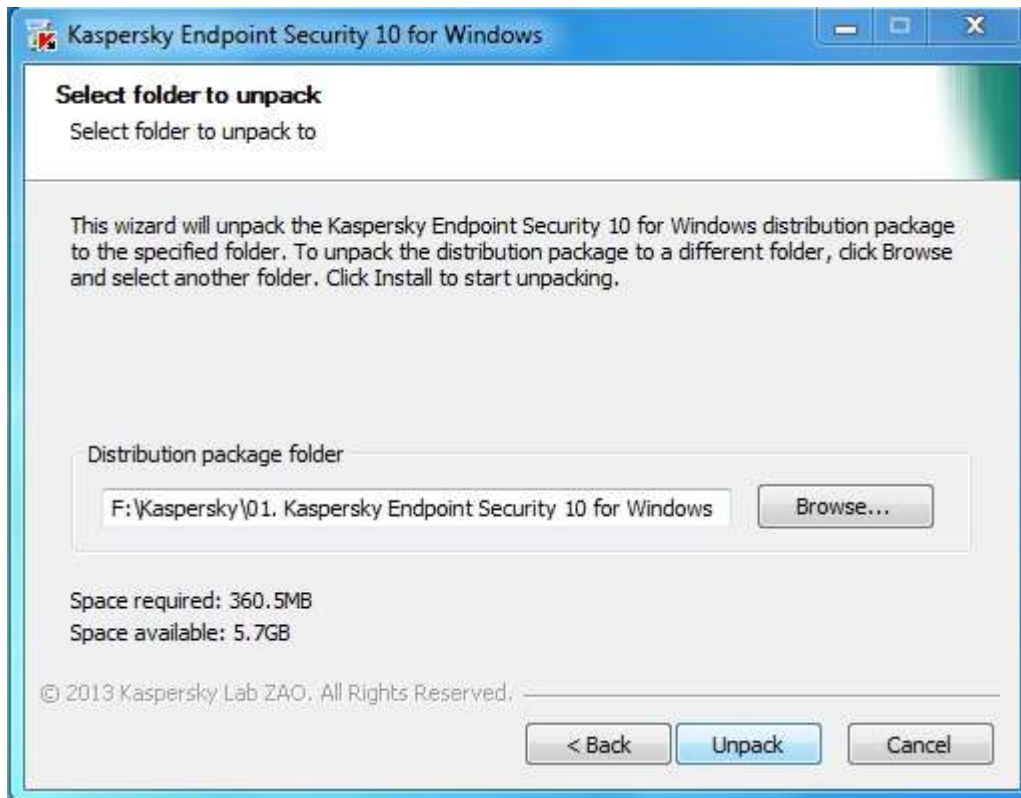 Kaspersky Endpoint Security 10 for Windows
Select folder to unpack
Select folder to unpack to
This wizard will unpack the Kaspersky Endpoint Security 10 for Windows distribution package
to the specified folder. To unpack the distribution package to a different folder, click Browse
and select another folder. Click Install to start unpacking.
Distribution package folder
F:\Kaspersky\01. Kaspersky Endpoint Security 10 for Windows
Browse...
Space required: 360.5MB
Space available: 5.7GB
© 2013 Kaspersky Lab ZAO. All Rights Reserved.
< Back Unpack Cancel